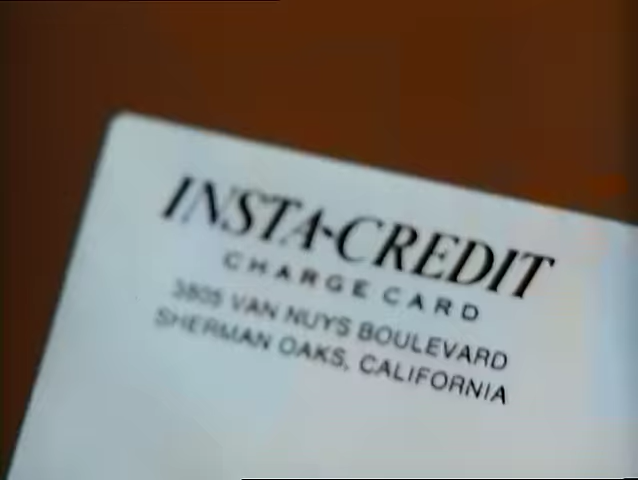 INSTA-CREDIT
CHARGE CARD
3805 VAN NUYS BOULEVARD
SHERMAN OAKS, CALIFORNIA